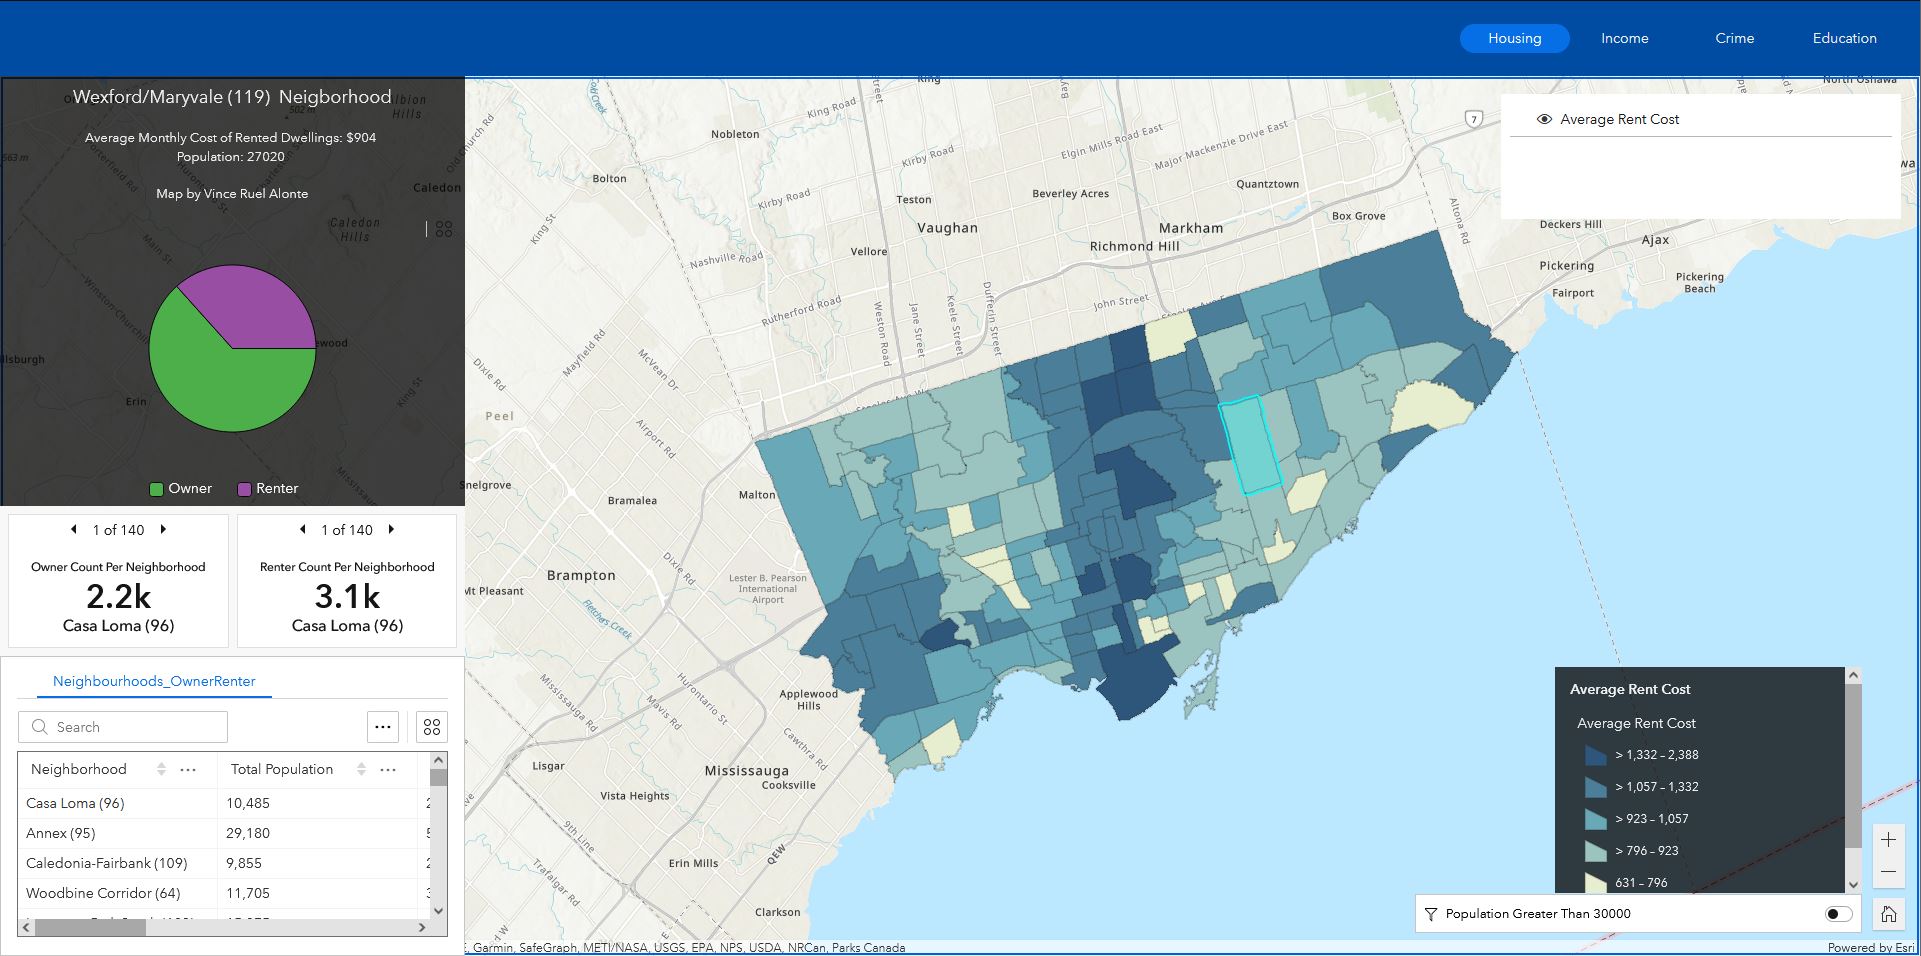 Housing
Income
Crime
Education
Wexford/Maryvale (119) Neigborhood
Average Monthly Cost of Rented Dwellings: $904
Population: 27020
Map by Vince Ruel Alonte
Owner
Renter
1 of 140
Owner Count Per Neighborhood
2.2k
Casa Loma (96)
1 of 140
Renter Count Per Neighborhood
3.1k
Casa Loma (96)
Neighbourhoods_OwnerRenter
Search
Neighborhood
Total Population
Casa Loma (96)
10,485
Annex (95)
29,180
Caledonia-Fairbank (109)
9,855
Woodbine Corridor (64)
11,705
Average Rent Cost
Average Rent Cost
Average Rent Cost
> 1,332 – 2,388
> 1,057 – 1,332
> 923 – 1,057
> 796 – 923
631 – 796
Population Greater Than 30000
Powered by Esri
Garmin, SafeGraph, METI/NASA, USGS, EPA, NPS, USDA, NRCan, Parks Canada
Nobleton
Bolton
King Road
Kirby Road
Kirby Road
Elgin Mills Road East
Major Mackenzie Drive East
Teston
Beverley Acres
Quantztown
Box Grove
Vaughan
Markham
Richmond Hill
Vellore
Nashville Road
Rutherford Road
Weston Road
Jane Street
Keele Street
Dufferin Street
John Street
Altona Rd
7
North Oshawa
Deckers Hill
Ajax
Pickering
Pickering
Beach
Fairport
Old Church Rd
King St
Caledon
Caledon
Hills
Albion
Hills
502 m
563 m
Main St
Erin
King St
Mayfield Rd
McVean Dr
Dixie Rd
Peel
Airport Rd
Snelgrove
Bramalea
Malton
Brampton
Dixie Rd
Mt Pleasant
Fletchers Creek
Lester B. Pearson
International
Airport
Mississauga Rd
Hurontario St
Mavis Rd
Applewood
Hills
Cawthra Rd
Lisgar
Mississauga
Cooksville
Vista Heights
9th Line
Erin Mills
QEW
Trafalgar Rd
Clarkson